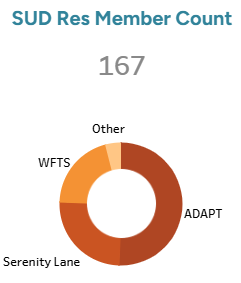 SUD Res Member Count
167
Other
WFTS
ADAPT
Serenity Lane